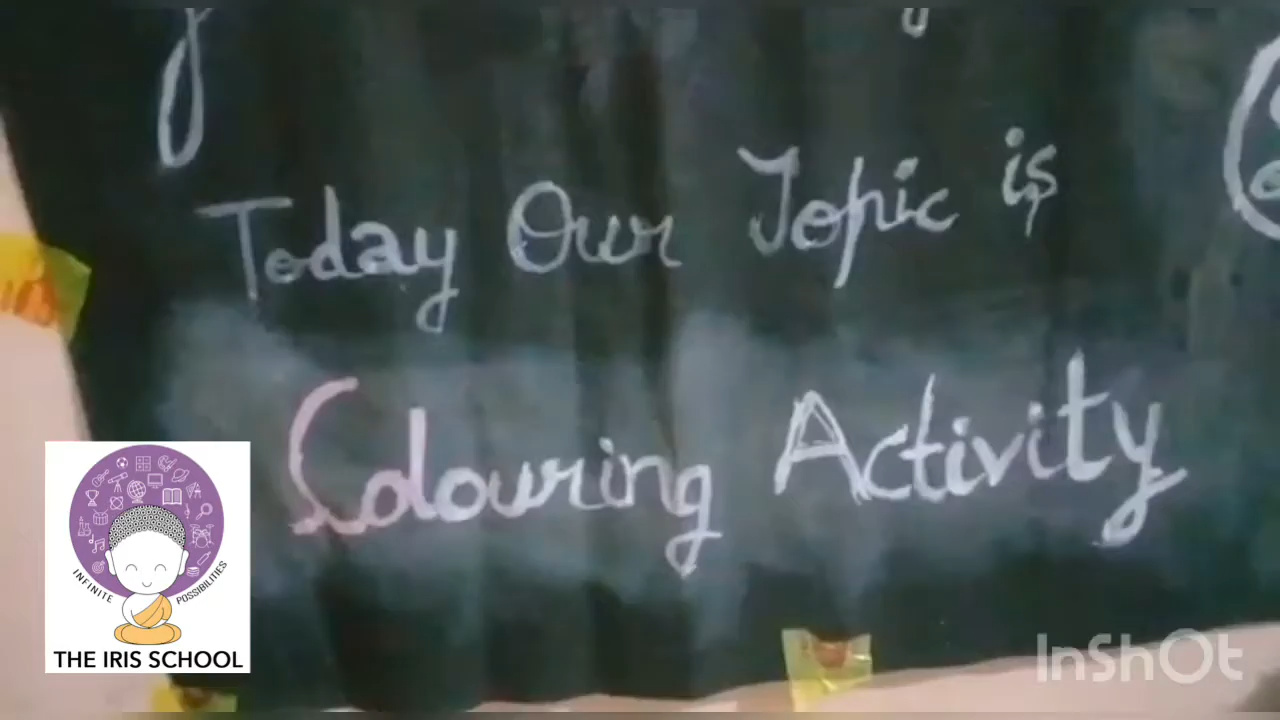 Today Our Topic is
Colouring Activity
INFINITE POSSIBILITIES
THE IRIS SCHOOL
InShOt